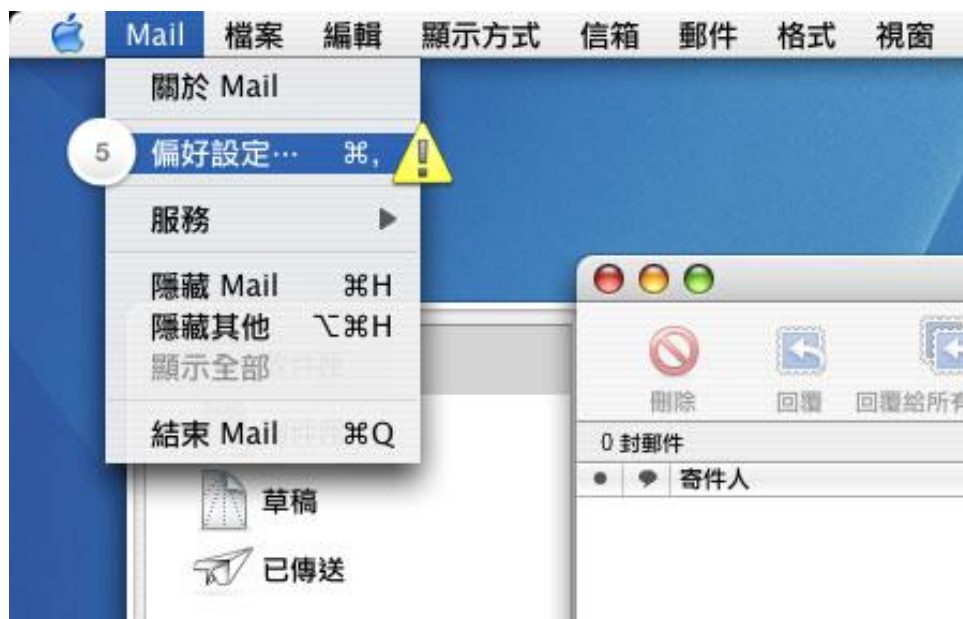 Mail 檔案 編輯 顯示方式 信箱 郵件 格式 視窗
關於 Mail
5 偏好設定… ⌘,
服務
隱藏 Mail ⌘H
隱藏其他 ⌥⌘H
顯示全部
結束 Mail ⌘Q
草稿
已傳送
刪除 回覆 回覆給所有
0 封郵件
寄件人